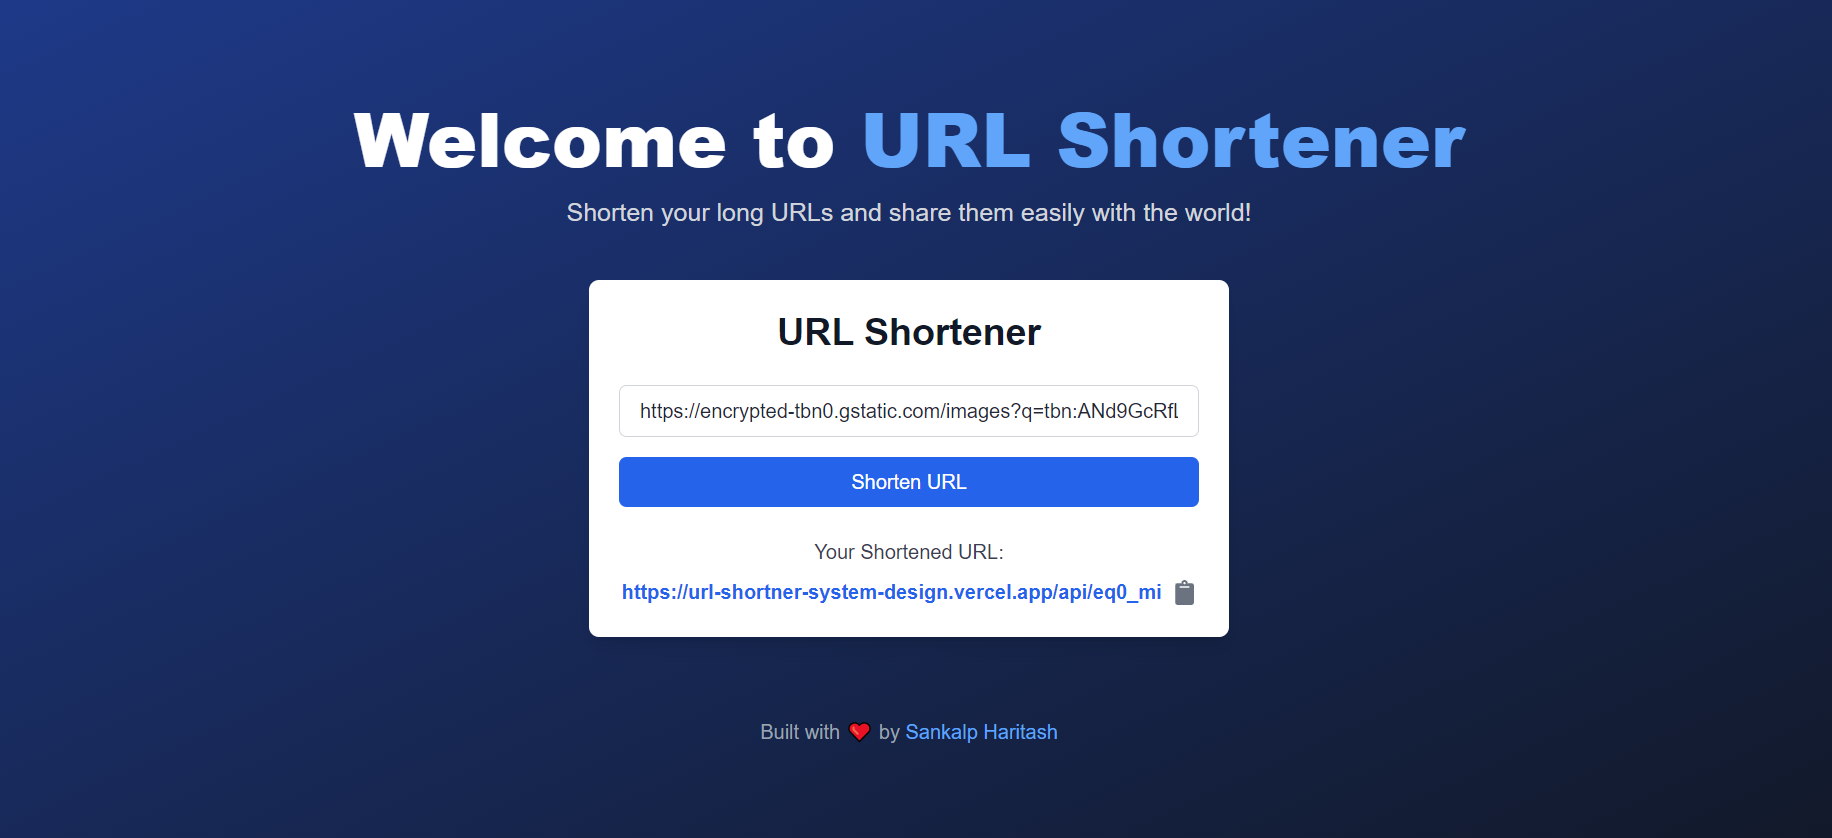 Welcome to URL Shortener
Shorten your long URLs and share them easily with the world!
URL Shortener
https://encrypted-tbn0.gstatic.com/images?q=tbn:ANd9GcRfL
Shorten URL
Your Shortened URL:
https://url-shortner-system-design.vercel.app/api/eq0_mi
Built with ❤️ by Sankalp Haritash